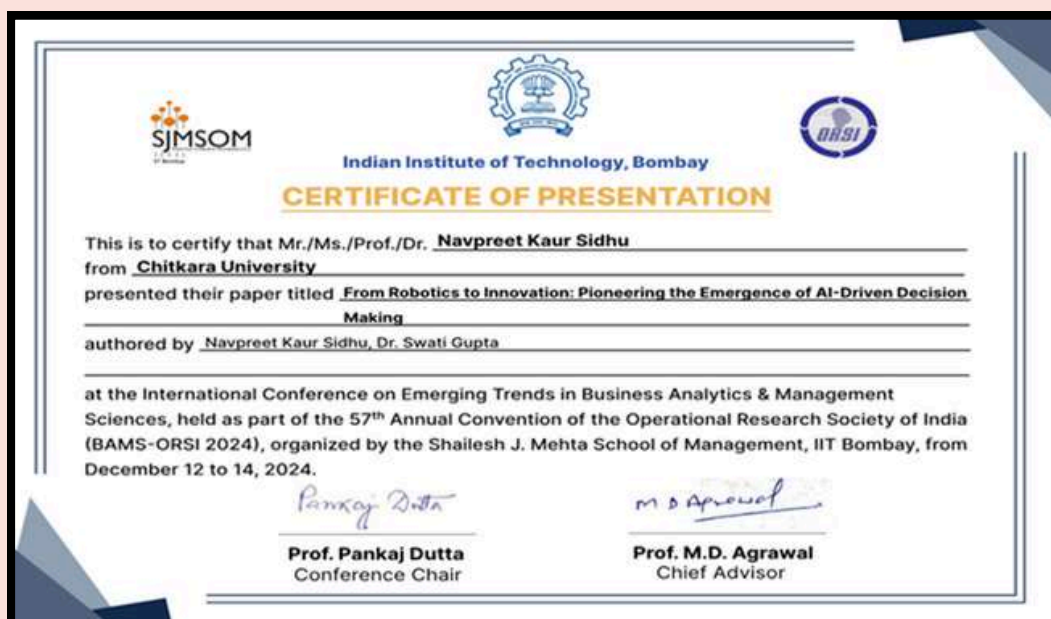 SJMSOM
ORSI
Indian Institute of Technology, Bombay
CERTIFICATE OF PRESENTATION
This is to certify that Mr./Ms./Prof./Dr. Navpreet Kaur Sidhu
from Chitkara University
presented their paper titled From Robotics to Innovation: Pioneering the Emergence of AI-Driven Decision
Making
authored by Navpreet Kaur Sidhu, Dr. Swati Gupta
at the International Conference on Emerging Trends in Business Analytics & Management
Sciences, held as part of the 57th Annual Convention of the Operational Research Society of India
(BAMS-ORSI 2024), organized by the Shailesh J. Mehta School of Management, IIT Bombay, from
December 12 to 14, 2024.
Pankaj Dutta
M D Agrawal
Prof. Pankaj Dutta
Prof. M.D. Agrawal
Conference Chair
Chief Advisor